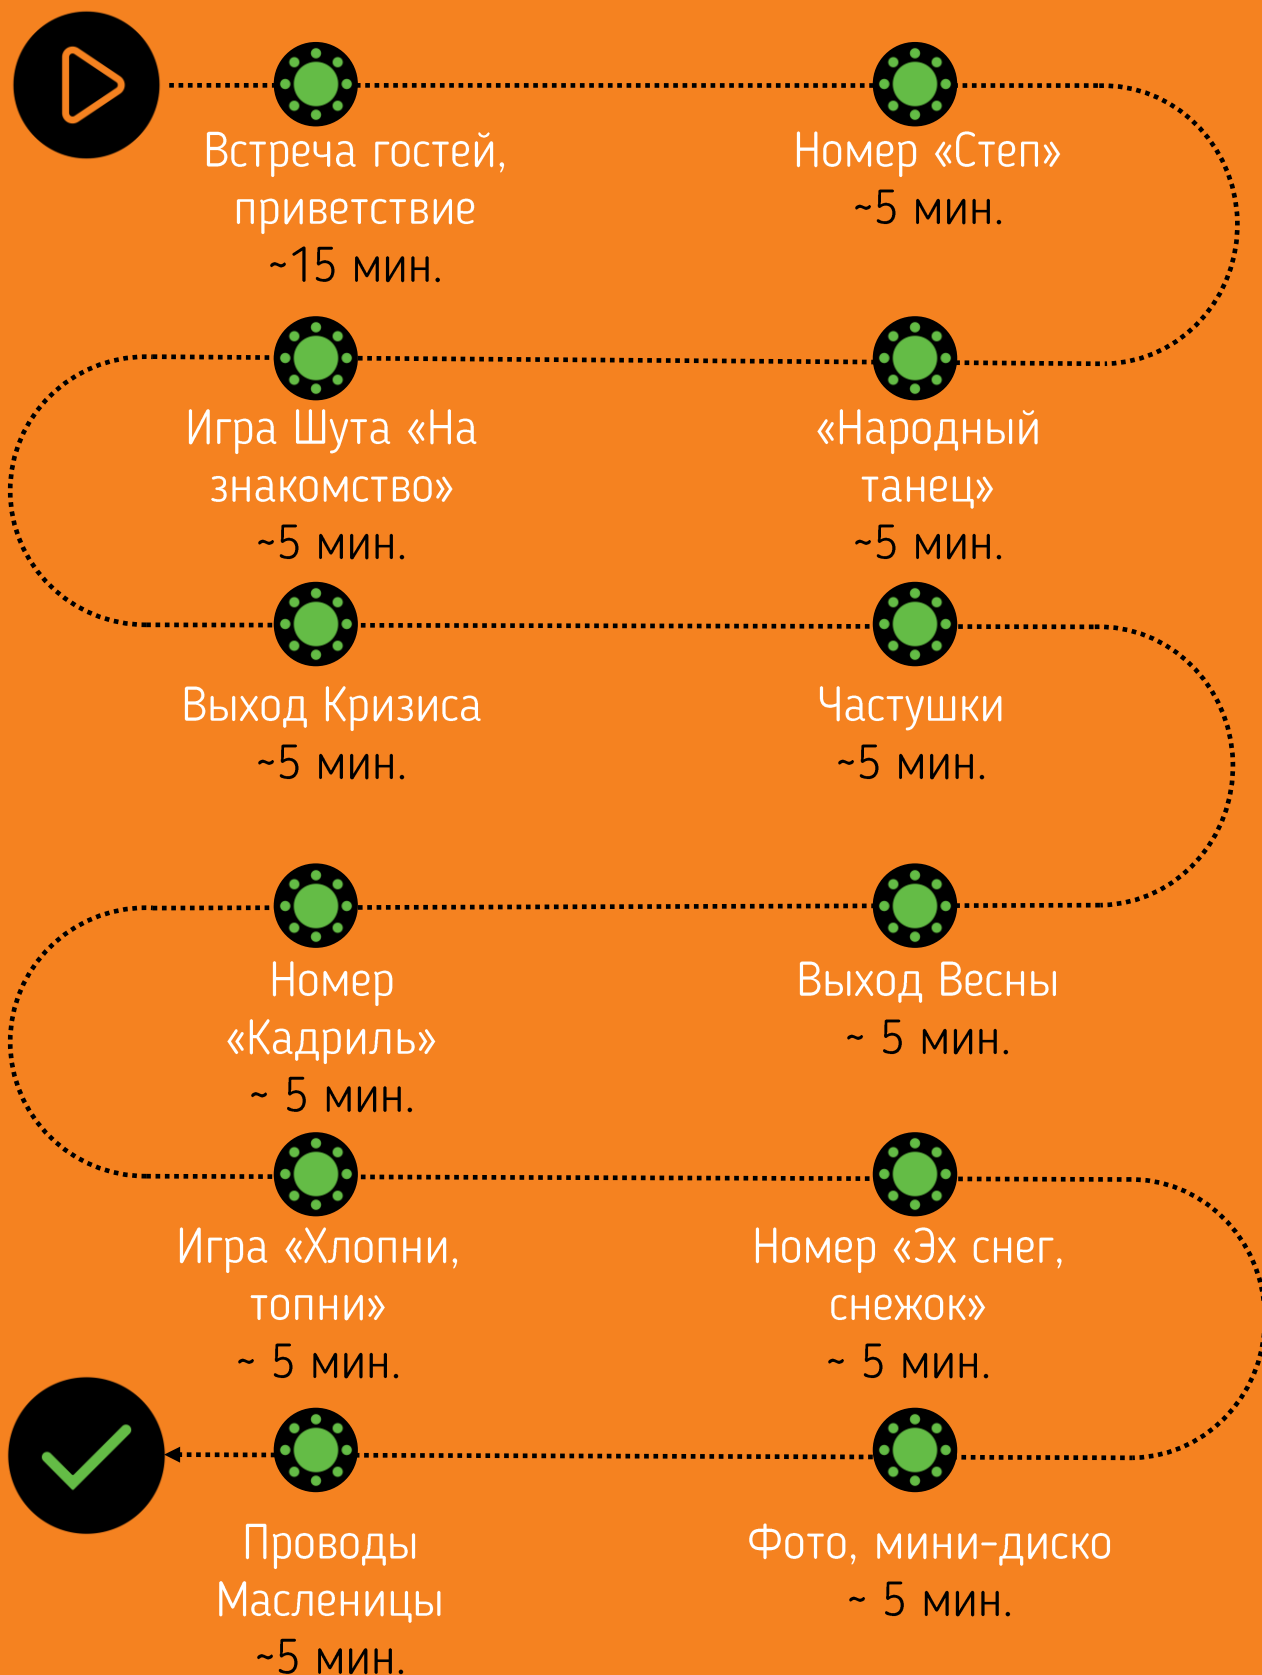 Встреча гостей,
приветствие
~15 мин.
Номер «Степ»
~5 мин.
«Народный
танец»
~5 мин.
Игра Шута «На
знакомство»
~5 мин.
Выход Кризиса
~5 мин.
Частушки
~5 мин.
Выход Весны
~ 5 мин.
Номер
«Кадриль»
~ 5 мин.
Игра «Хлопни,
топни»
~ 5 мин.
Номер «Эх снег,
снежок»
~ 5 мин.
Фото, мини-диско
~ 5 мин.
Проводы
Масленицы
~5 мин.